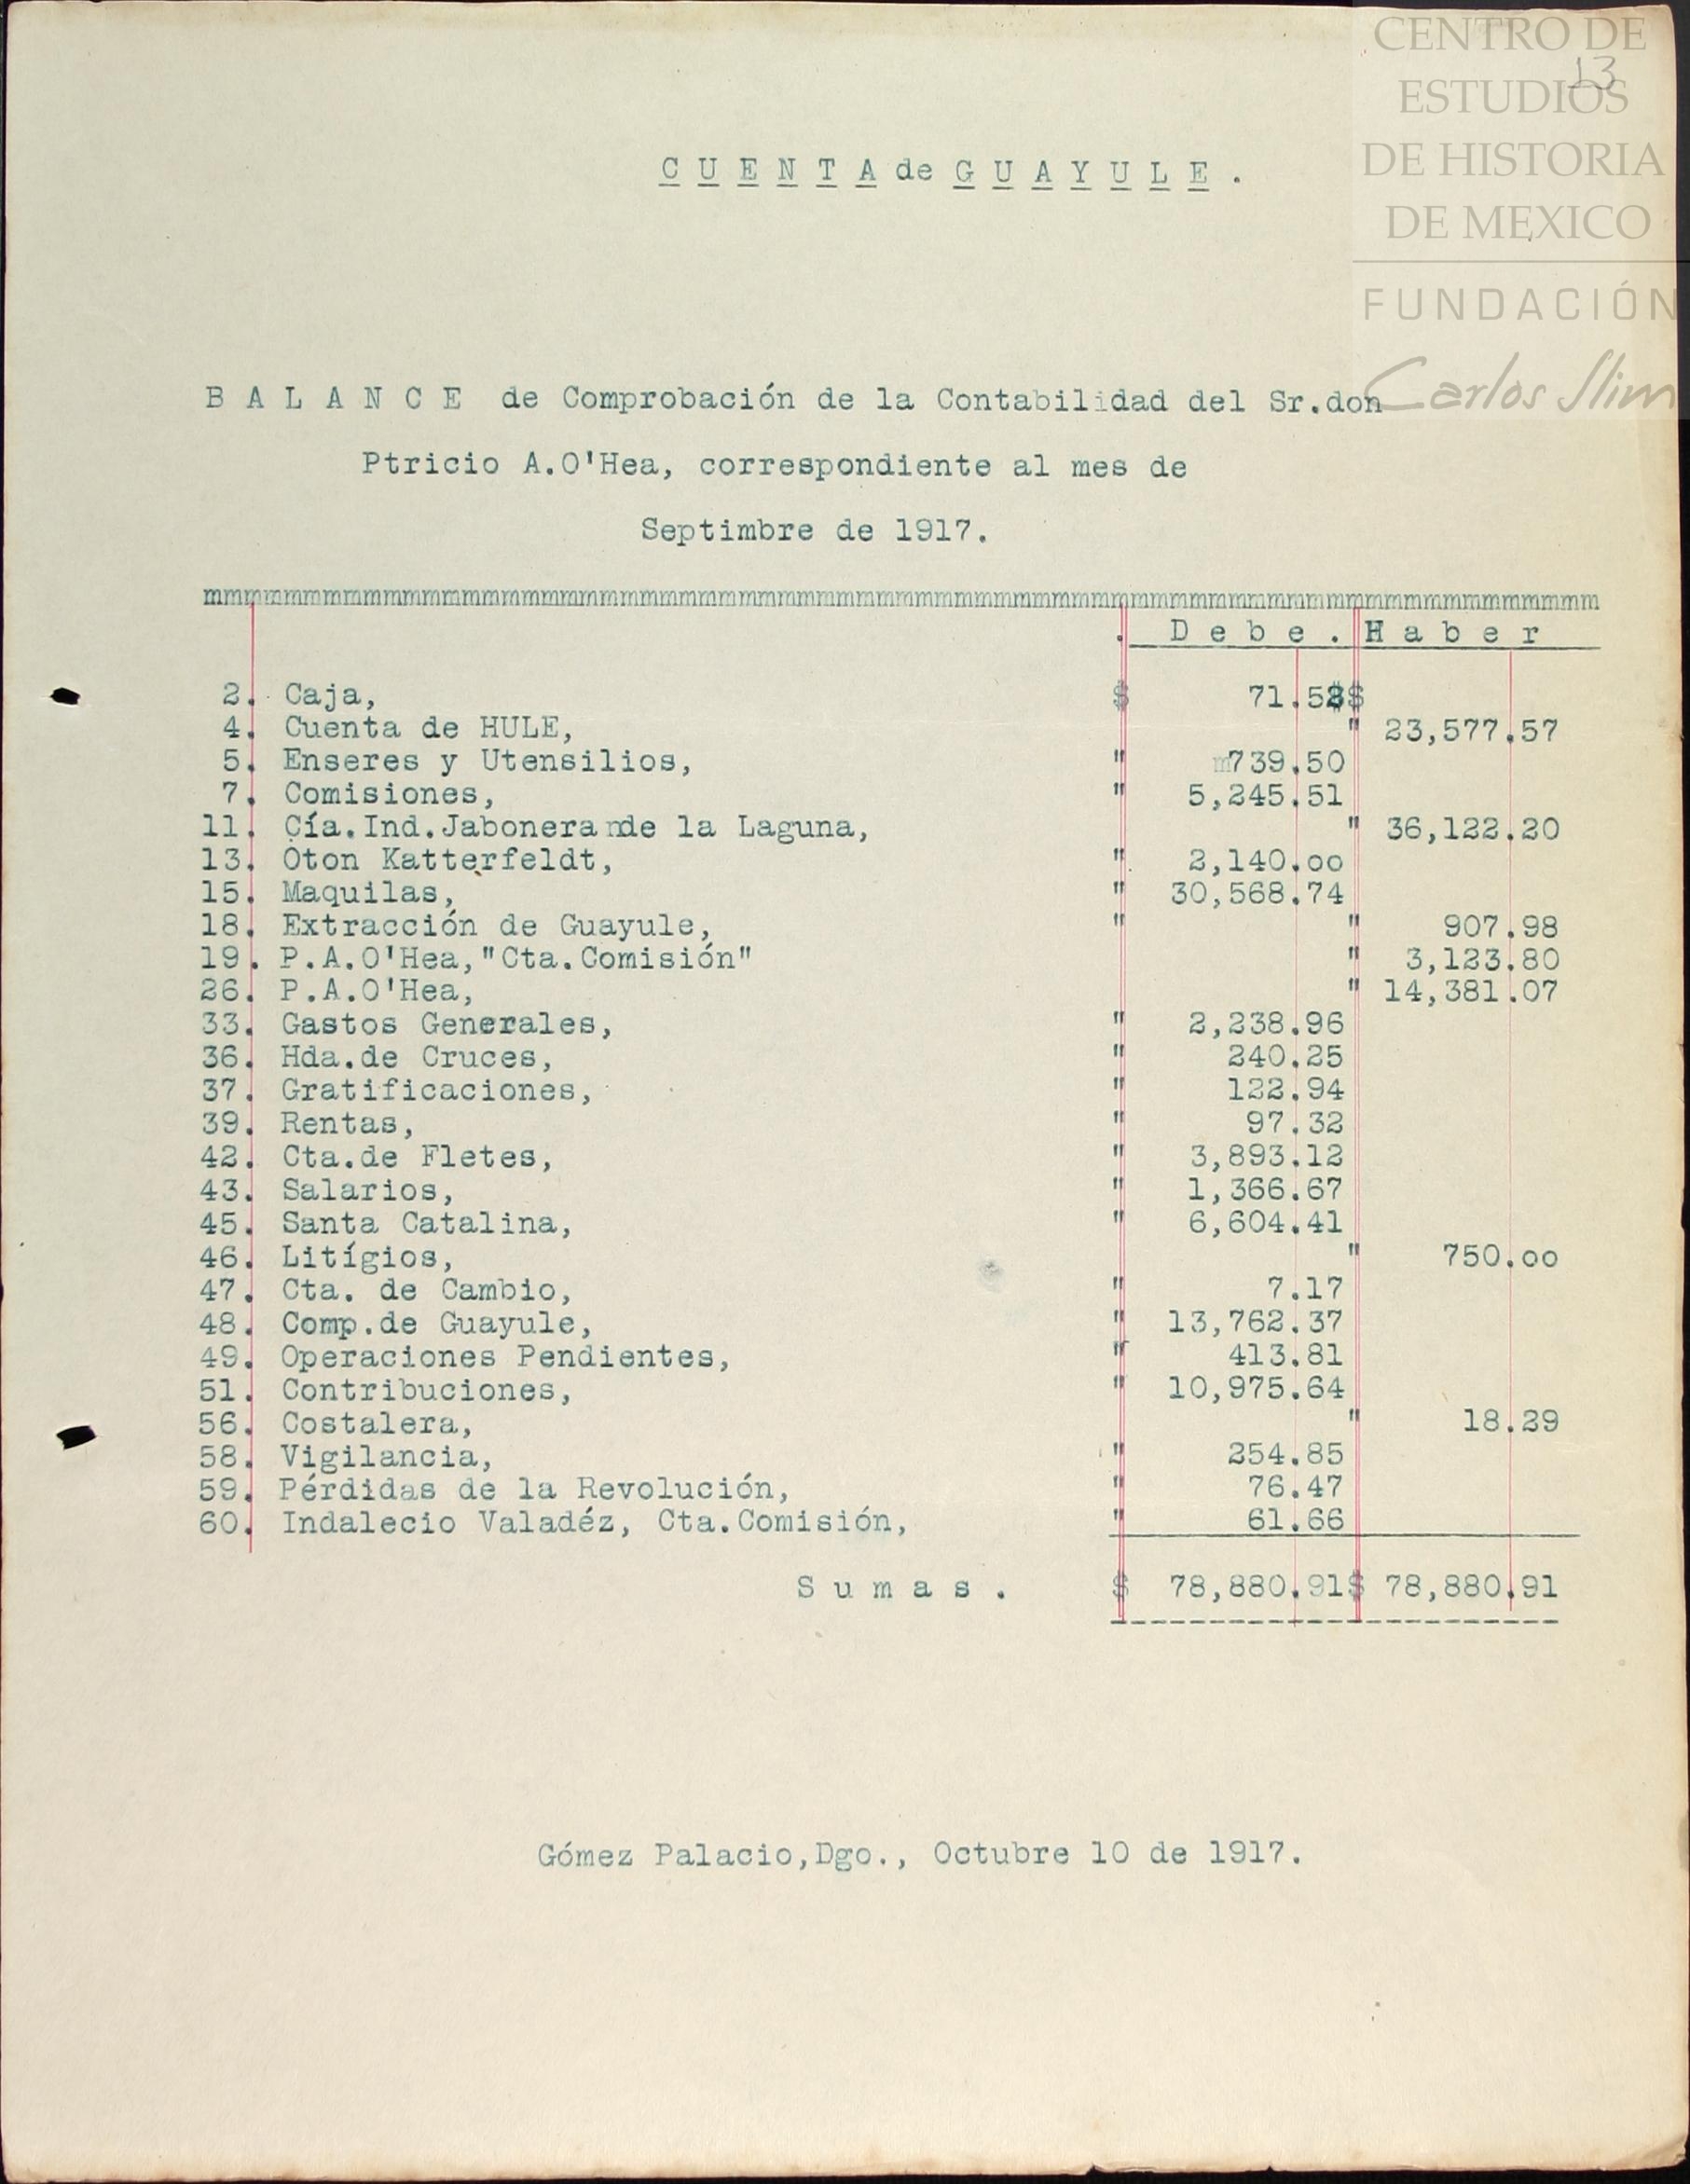 CENTRO DE
ESTUDIOS
DE HISTORIA
DE MEXICO
FUNDACIÓN
Carlos Slim
13
C U E N T A de G U A Y U L E .
B A L A N C E de Comprobación de la Contabilidad del Sr.don
Ptricio A.O'Hea, correspondiente al mes de
Septimbre de 1917.
D e b e . H a b e r
2. Caja, $ 71.52 $
4. Cuenta de HULE, " 23,577.57
5. Enseres y Utensilios, " 739.50
7. Comisiones, " 5,245.51
11. Cía.Ind.Jabonera de la Laguna, " 36,122.20
13. Oton Katterfeldt, " 2,140.oo
15. Maquilas, " 30,568.74
18. Extracción de Guayule, " " 907.98
19. P.A.O'Hea,"Cta.Comisión" " 3,123.80
26. P.A.O'Hea, " 14,381.07
33. Gastos Generales, " 2,238.96
36. Hda.de Cruces, " 240.25
37. Gratificaciones, " 122.94
39. Rentas, " 97.32
42. Cta.de Fletes, " 3,893.12
43. Salarios, " 1,366.67
45. Santa Catalina, " 6,604.41
46. Litígios, " 750.oo
47. Cta. de Cambio, " 7.17
48. Comp.de Guayule, " 13,762.37
49. Operaciones Pendientes, " 413.81
51. Contribuciones, " 10,975.64
56. Costalera, " 18.29
58. Vigilancia, " 254.85
59. Pérdidas de la Revolución, " 76.47
60. Indalecio Valadéz, Cta.Comisión, " 61.66
S u m a s . $ 78,880.91 $ 78,880.91
Gómez Palacio,Dgo., Octubre 10 de 1917.